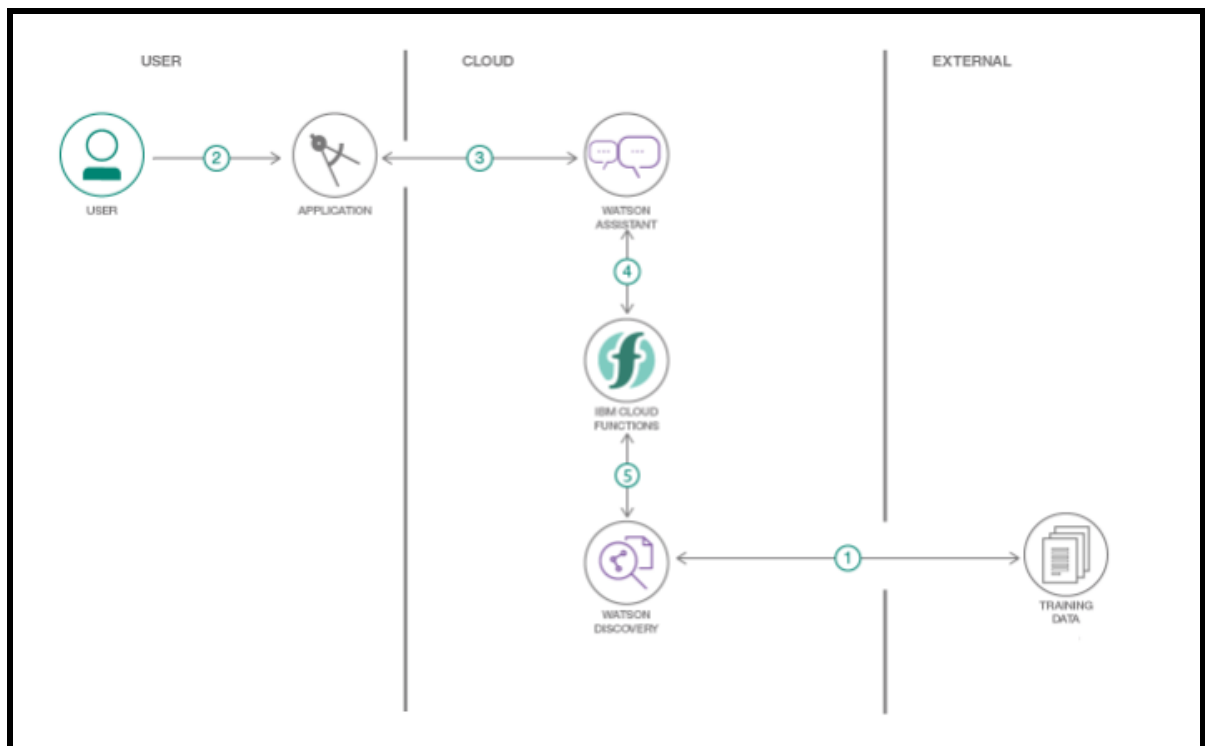 USER
CLOUD
EXTERNAL
2
3
USER
APPLICATION
WATSON
ASSISTANT
4
IBM CLOUD
FUNCTIONS
5
1
WATSON
DISCOVERY
TRAINING
DATA